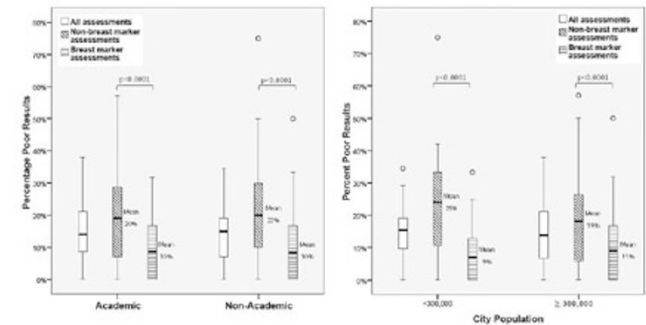 80%
70%
60%
50%
40%
30%
20%
10%
0%
Percentage Poor Results
All assessments
Non-breast marker
assessments
Breast marker
assessments
p<0.0001
p<0.0001
Mean
Mean
20%
Mean
22%
Mean
10%
Academic
Non-Academic
80%
70%
60%
50%
40%
30%
20%
10%
0%
Percent Poor Results
All assessments
Non-breast marker
assessments
Breast marker
assessments
p<0.0001
p<0.0001
Mean
25%
Mean
19%
Mean
9%
Mean
11%
<300,000
≥ 300,000
City Population